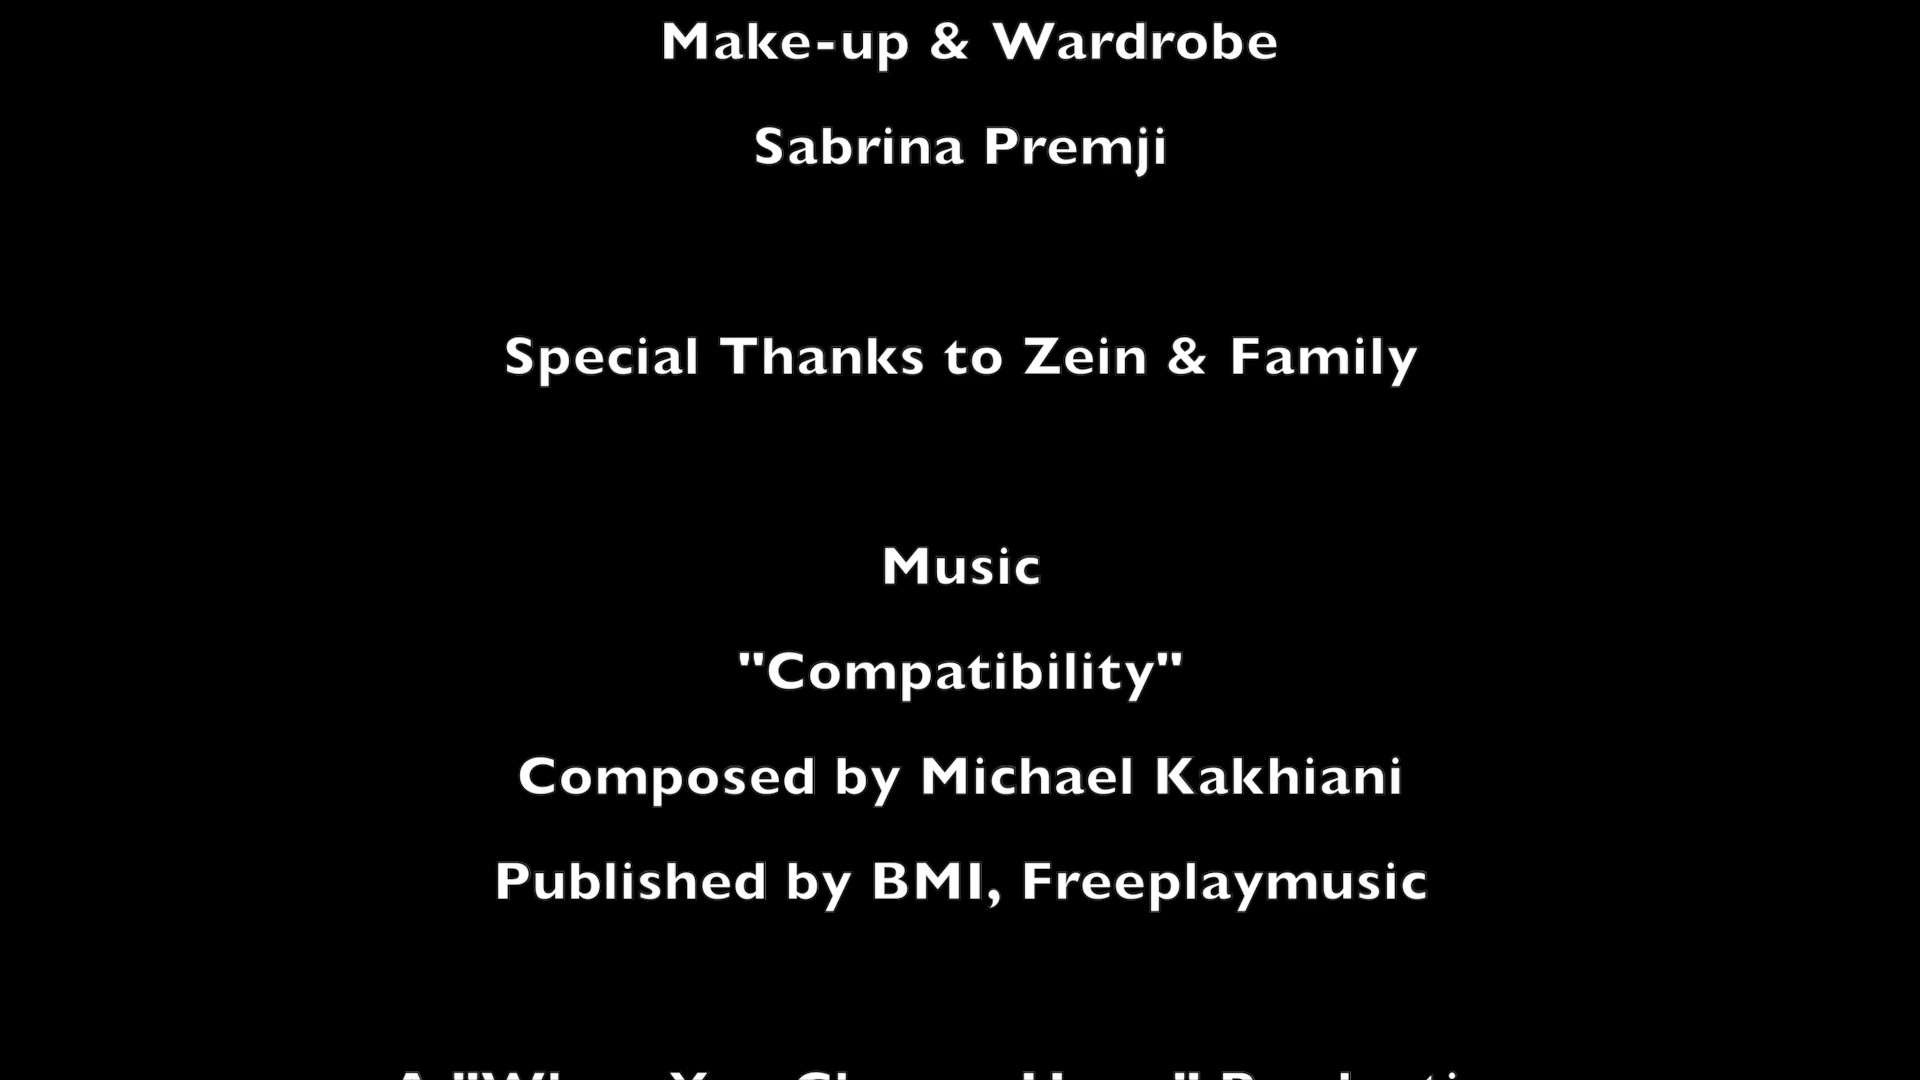 Make-up & Wardrobe
Sabrina Premji
Special Thanks to Zein & Family
Music
"Compatibility"
Composed by Michael Kakhiani
Published by BMI, Freeplaymusic